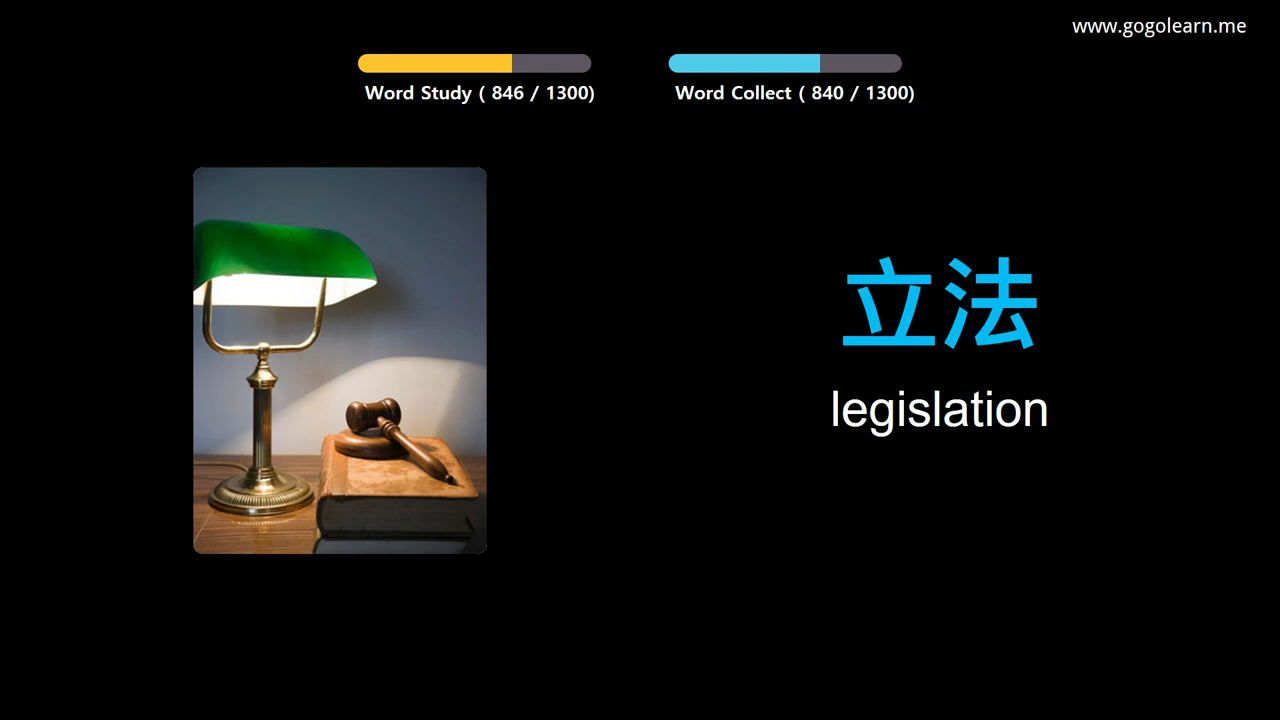 www.gogolearn.me
Word Study ( 846 / 1300)
Word Collect ( 840 / 1300)
立法
legislation